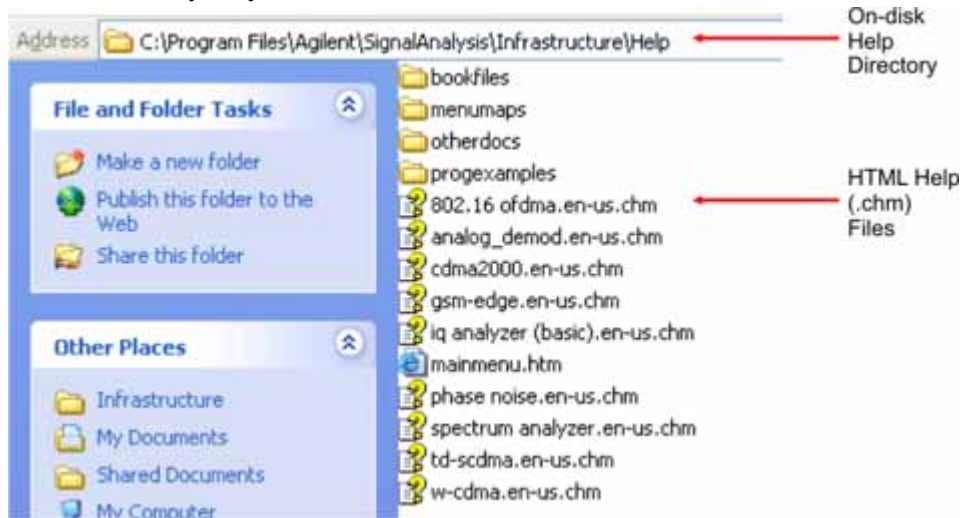 Address C:\Program Files\Agilent\SignalAnalysis\Infrastructure\Help
On-disk
Help
Directory
File and Folder Tasks
Make a new folder
Publish this folder to the
Web
Share this folder
Other Places
Infrastructure
My Documents
Shared Documents
My Computer
bookfiles
menumaps
otherdocs
progexamples
802.16 ofdma.en-us.chm
analog_demod.en-us.chm
cdma2000.en-us.chm
gsm-edge.en-us.chm
iq analyzer (basic).en-us.chm
mainmenu.htm
phase noise.en-us.chm
spectrum analyzer.en-us.chm
td-scdma.en-us.chm
w-cdma.en-us.chm
HTML Help
(.chm)
Files